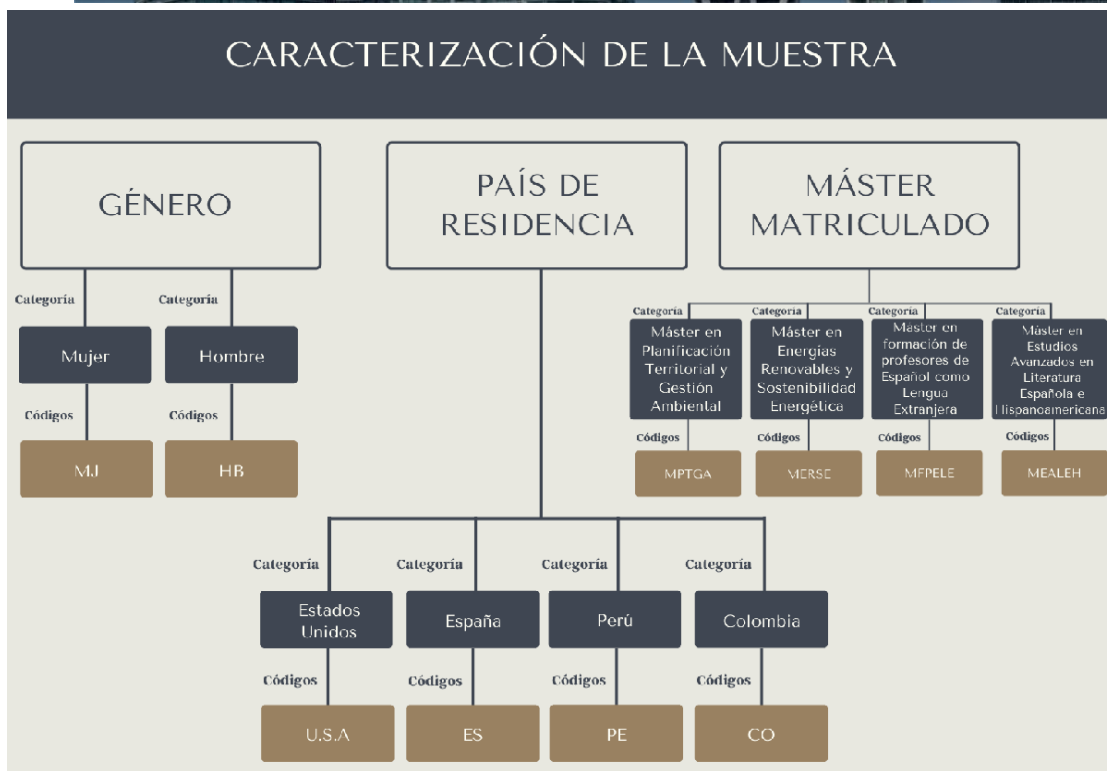 CARACTERIZACIÓN DE LA MUESTRA
GÉNERO
Categoría
Categoría
Mujer
Hombre
Códigos
Códigos
MJ
HB
PAÍS DE
RESIDENCIA
Categoría
Categoría
Categoría
Categoría
Estados
Unidos
España
Perú
Colombia
Códigos
Códigos
Códigos
Códigos
U.S.A
ES
PE
CO
MÁSTER
MATRICULADO
Categoría
Categoría
Categoría
Categoría
Máster en
Planificación
Territorial y
Gestión
Ambiental
Máster en
Energías
Renovables y
Sostenibilidad
Energética
Máster en
formación de
profesores de
Español como
Lengua
Extranjera
Máster en
Estudios
Avanzados en
Literatura
Española e
Hispanoamericana
Códigos
Códigos
Códigos
Códigos
MPTGA
MERSE
MFPELE
MEALEH